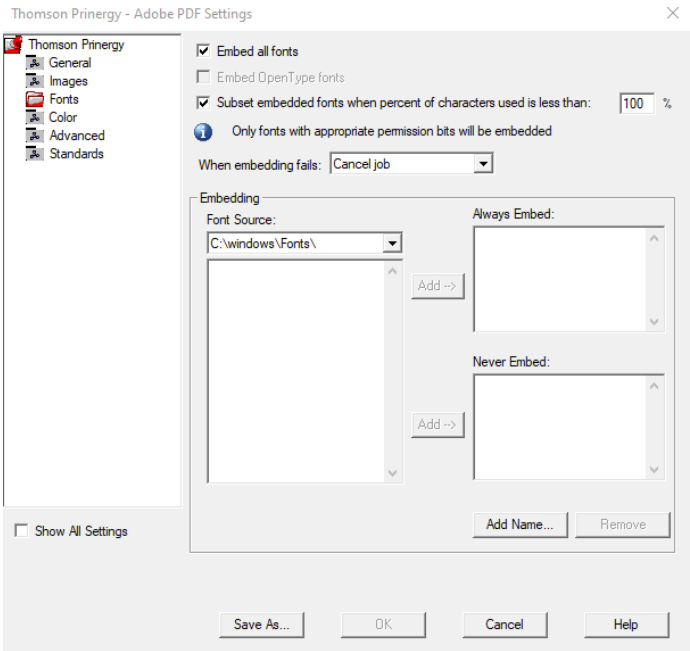 Thomson Prinergy - Adobe PDF Settings
Thomson Prinergy
General
Images
Fonts
Color
Advanced
Standards
Show All Settings
Embed all fonts
Embed OpenType fonts
Subset embedded fonts when percent of characters used is less than: 100 %
Only fonts with appropriate permission bits will be embedded
When embedding fails: Cancel job
Embedding
Font Source:
C:\windows\Fonts\
Add -->
Always Embed:
Never Embed:
Add -->
Add Name... Remove
Save As... OK Cancel Help